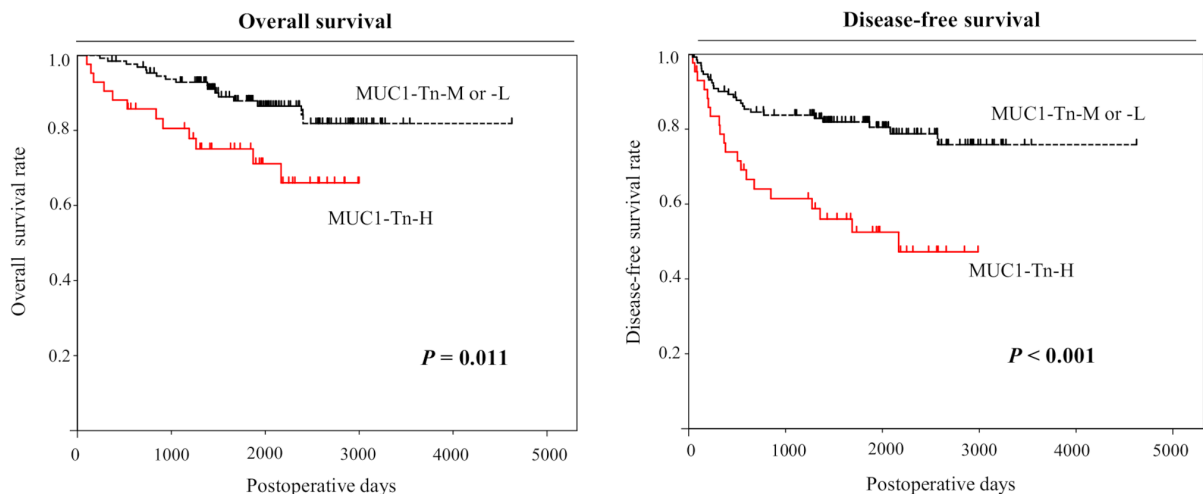 Overall survival
1.0
0.8
0.6
0.4
0.2
0
1000
2000
3000
4000
5000
Overall survival rate
Postoperative days
MUC1-Tn-M or -L
MUC1-Tn-H
P = 0.011
Disease-free survival
1.0
0.8
0.6
0.4
0.2
0
1000
2000
3000
4000
5000
Disease-free survival rate
Postoperative days
MUC1-Tn-M or -L
MUC1-Tn-H
P < 0.001